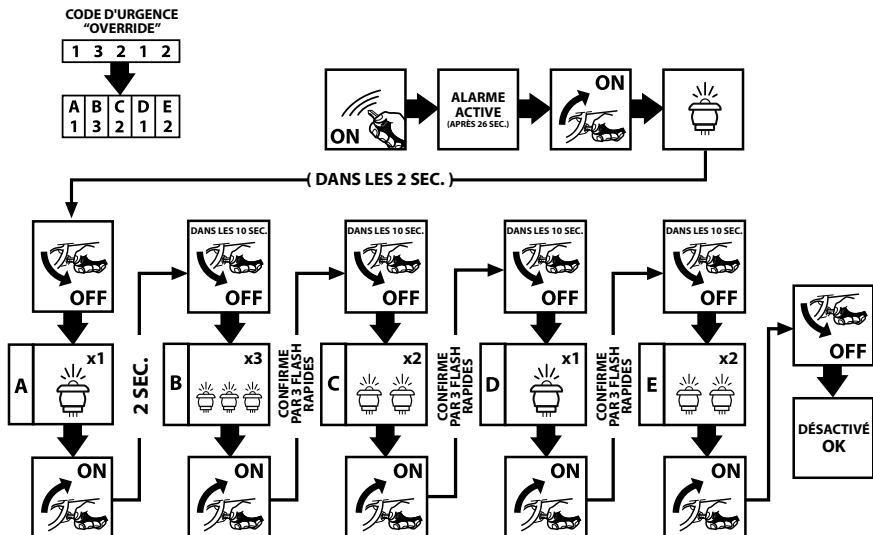 CODE D'URGENCE
“OVERRIDE”
1 3 2 1 2
A B C D E
1 3 2 1 2
ON
ALARME
ACTIVE
(APRÈS 26 SEC.)
ON
( DANS LES 2 SEC. )
OFF
A
x1
ON
2 SEC.
DANS LES 10 SEC.
OFF
B
x3
ON
CONFIRME
PAR 3 FLASH
RAPIDES
DANS LES 10 SEC.
OFF
C
x2
ON
CONFIRME
PAR 3 FLASH
RAPIDES
DANS LES 10 SEC.
OFF
D
x1
ON
CONFIRME
PAR 3 FLASH
RAPIDES
DANS LES 10 SEC.
OFF
E
x2
ON
OFF
DÉSACTIVÉ
OK